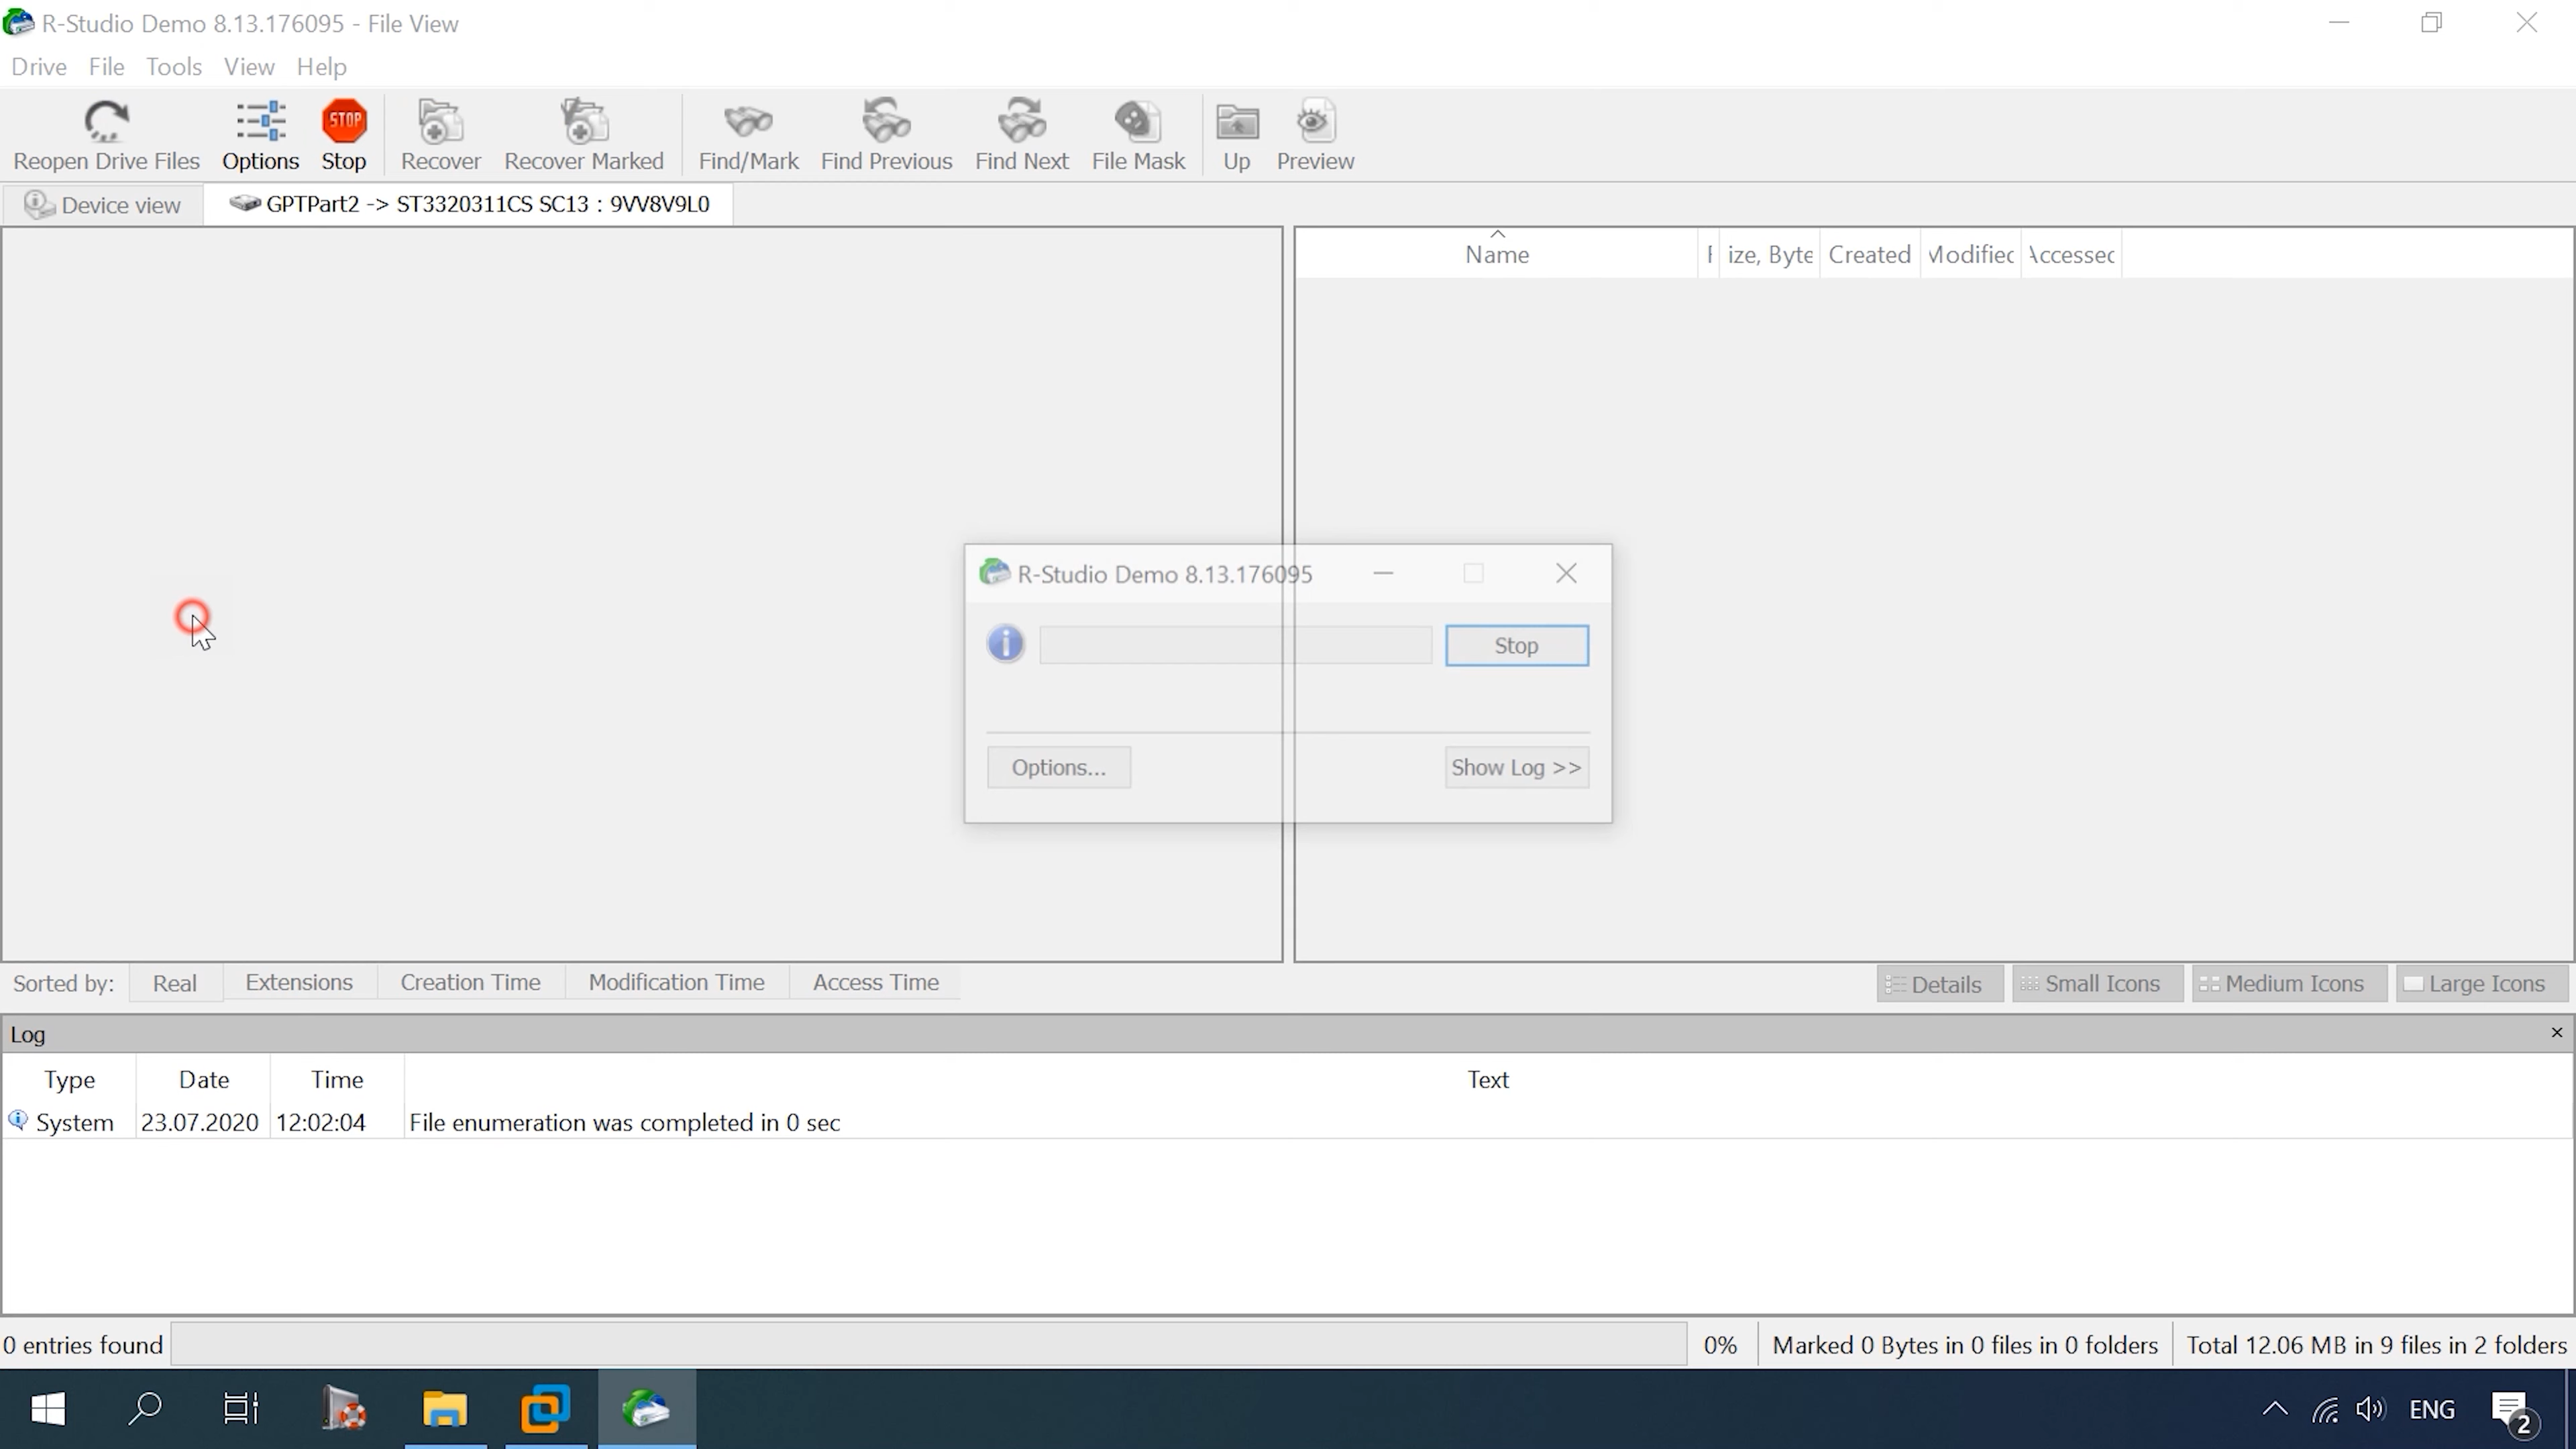 R-Studio Demo 8.13.176095 - File View
Drive File Tools View Help
STOP
Reopen Drive Files Options Stop Recover Recover Marked Find/Mark Find Previous Find Next File Mask Up Preview
Device view GPTPart2 -> ST3320311CS SC13 : 9VV8V9L0
Name ize, Byte Created Modified Accessed
R-Studio Demo 8.13.176095
Stop
Options... Show Log >>
Sorted by: Real Extensions Creation Time Modification Time Access Time Details Small Icons Medium Icons Large Icons
Log
Type Date Time Text
System 23.07.2020 12:02:04 File enumeration was completed in 0 sec
0 entries found 0% Marked 0 Bytes in 0 files in 0 folders Total 12.06 MB in 9 files in 2 folders
ENG 2